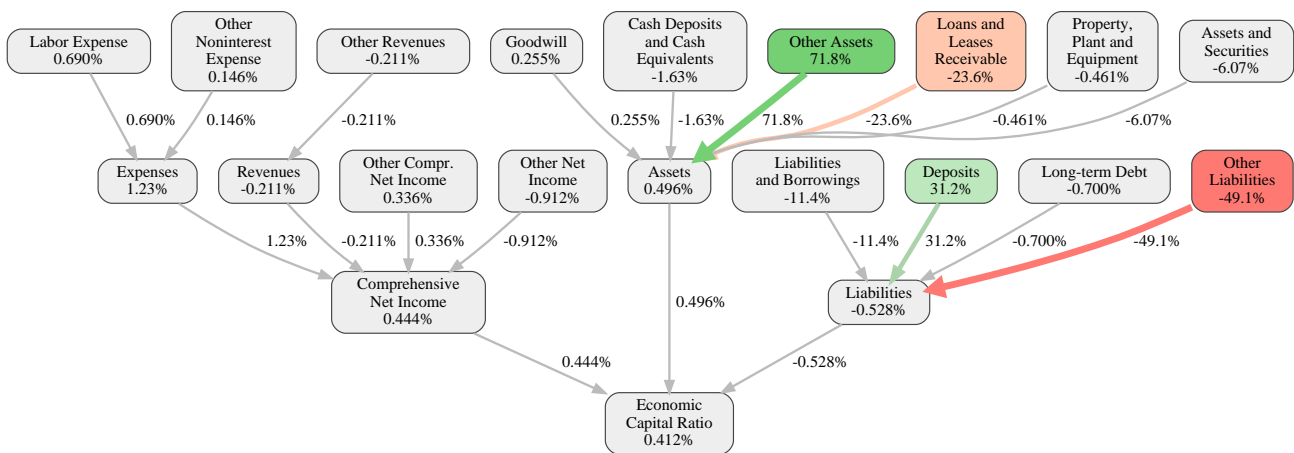 Labor Expense
0.690%
Other
Noninterest
Expense
0.146%
Other Revenues
-0.211%
Goodwill
0.255%
Cash Deposits
and Cash
Equivalents
-1.63%
Other Assets
71.8%
Loans and
Leases
Receivable
-23.6%
Property,
Plant and
Equipment
-0.461%
Assets and
Securities
-6.07%
0.690%
0.146%
-0.211%
0.255%
-1.63%
71.8%
-23.6%
-0.461%
-6.07%
Expenses
1.23%
Revenues
-0.211%
Other Compr.
Net Income
0.336%
Other Net
Income
-0.912%
Assets
0.496%
Liabilities
and Borrowings
-11.4%
Deposits
31.2%
Long-term Debt
-0.700%
Other
Liabilities
-49.1%
1.23%
-0.211%
0.336%
-0.912%
-11.4%
31.2%
-0.700%
-49.1%
Comprehensive
Net Income
0.444%
0.496%
Liabilities
-0.528%
0.444%
-0.528%
Economic
Capital Ratio
0.412%